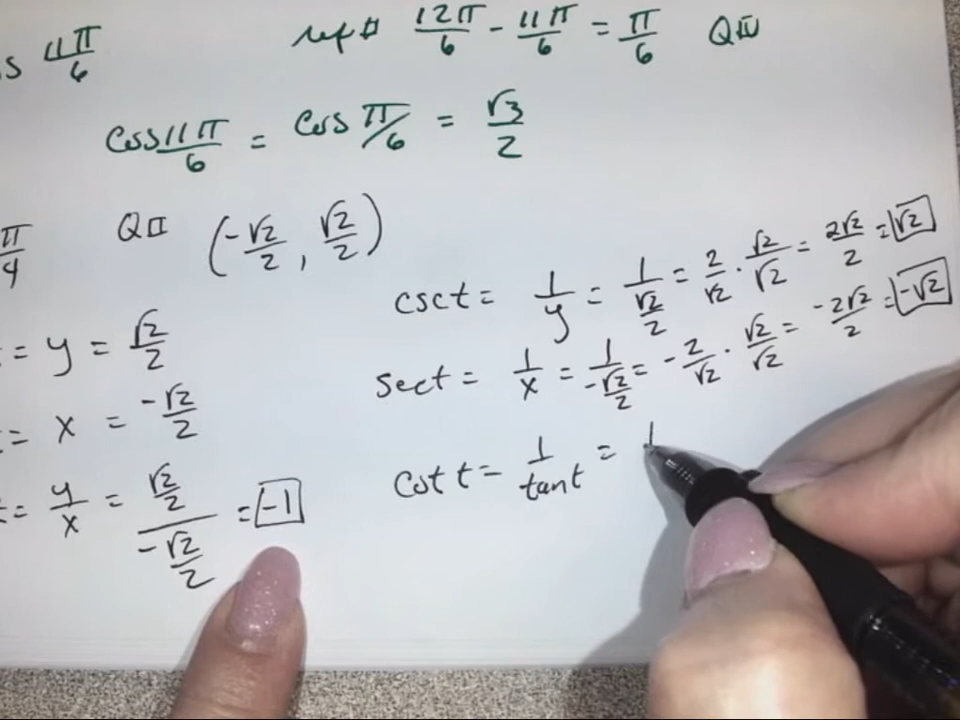 s 11π/6 ref # 12π/6 - 11π/6 = π/6 QIV
cos 11π/6 = cos π/6 = √3/2
π/4 QII (-√2/2, √2/2)
csc t = 1/y = 1/(√2/2) = 2/√2 · √2/√2 = 2√2/2 = √2
= y = √2/2
sec t = 1/x = 1/(-√2/2) = -2/√2 · √2/√2 = -2√2/2 = -√2
= x = -√2/2
cot t = 1/tan t = 1
t = y/x = (√2/2)/(-√2/2) = -1